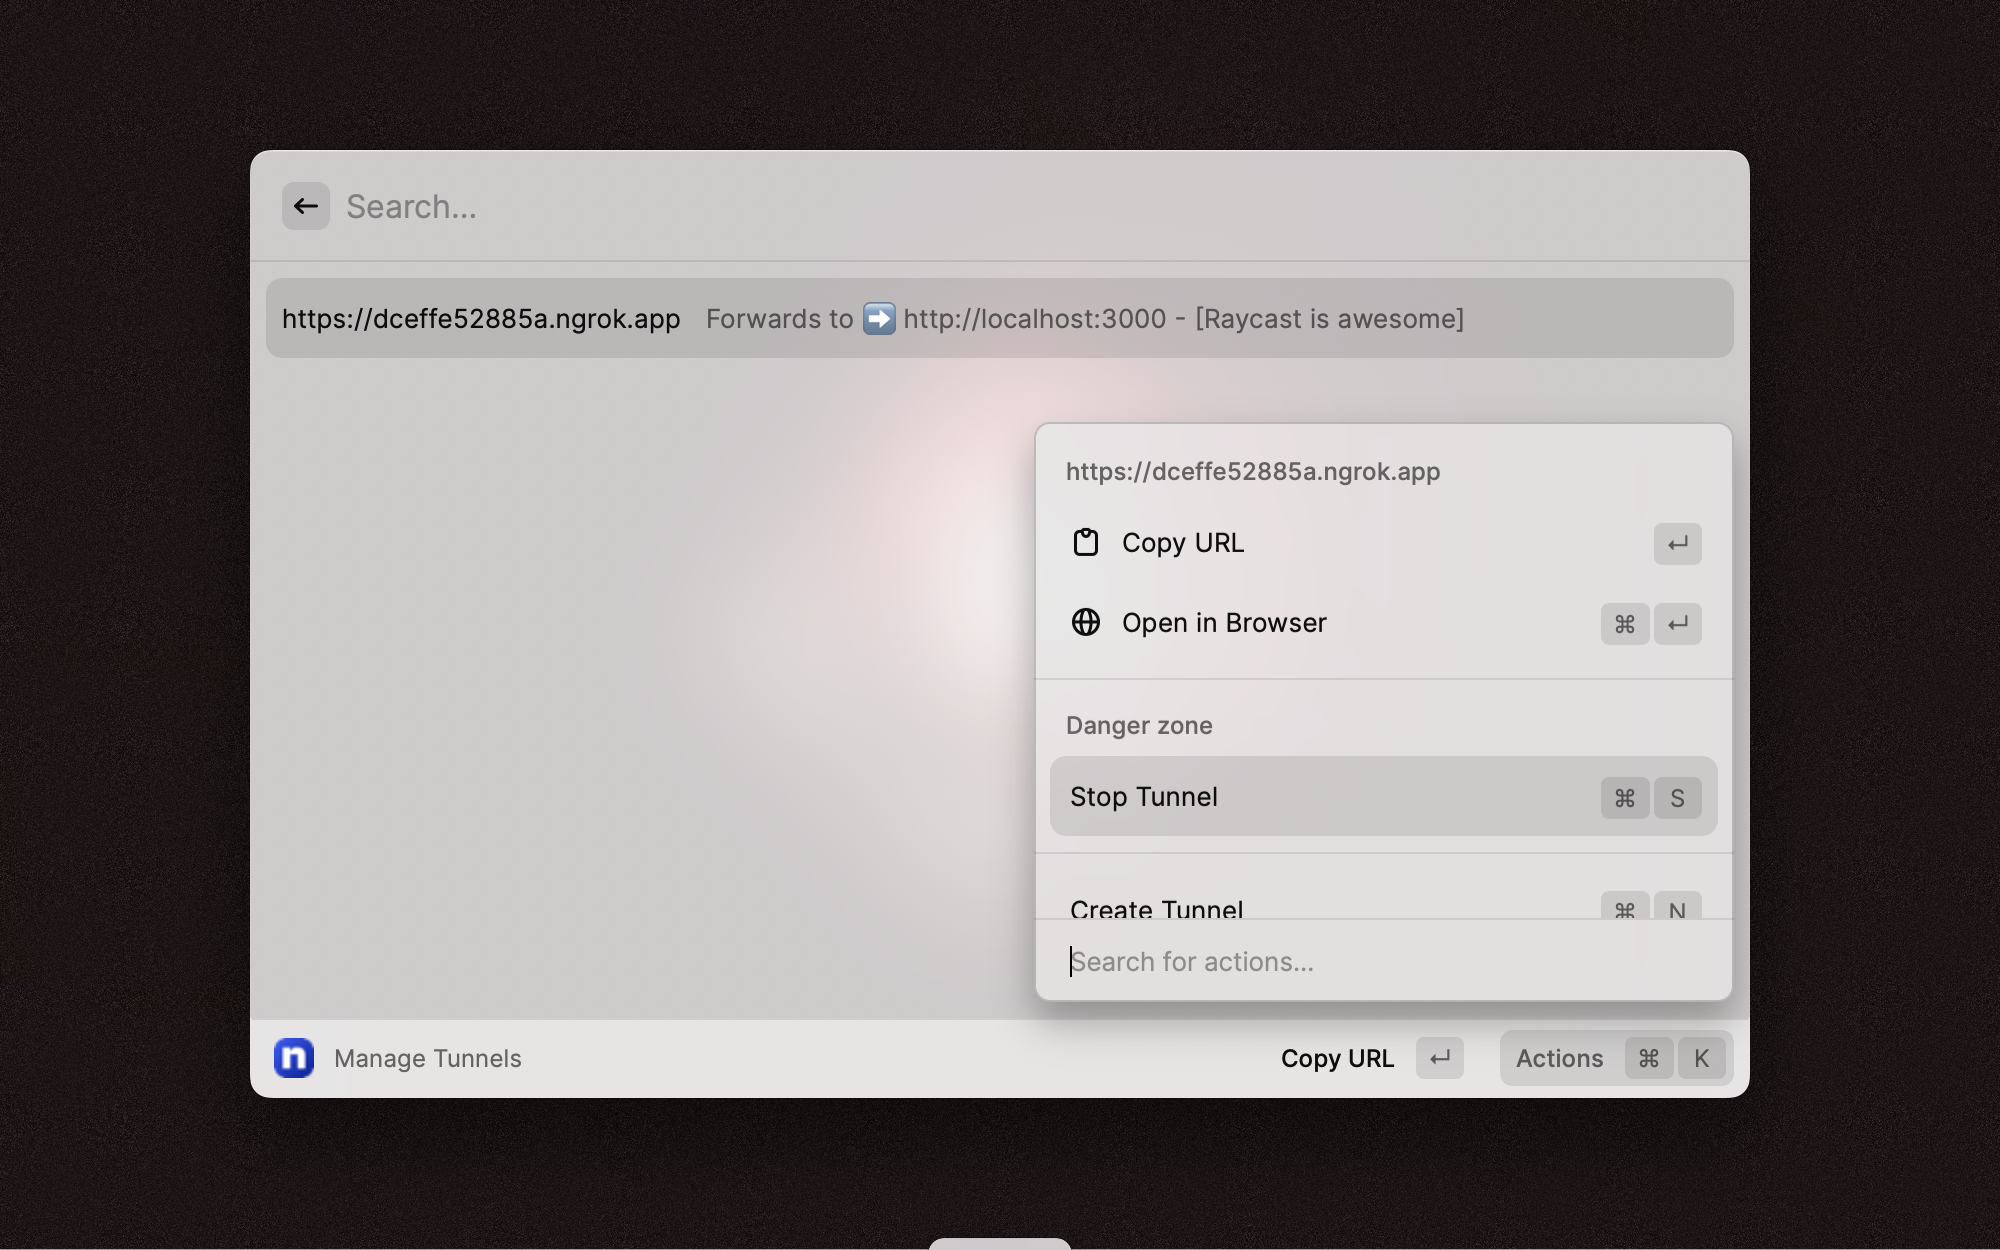 Search...
https://dceffe52885a.ngrok.app Forwards to ➡️ http://localhost:3000 - [Raycast is awesome]
https://dceffe52885a.ngrok.app
Copy URL ↵
Open in Browser ⌘ ↵
Danger zone
Stop Tunnel ⌘ S
Create Tunnel ⌘ N
Search for actions...
n Manage Tunnels Copy URL ↵ Actions ⌘ K